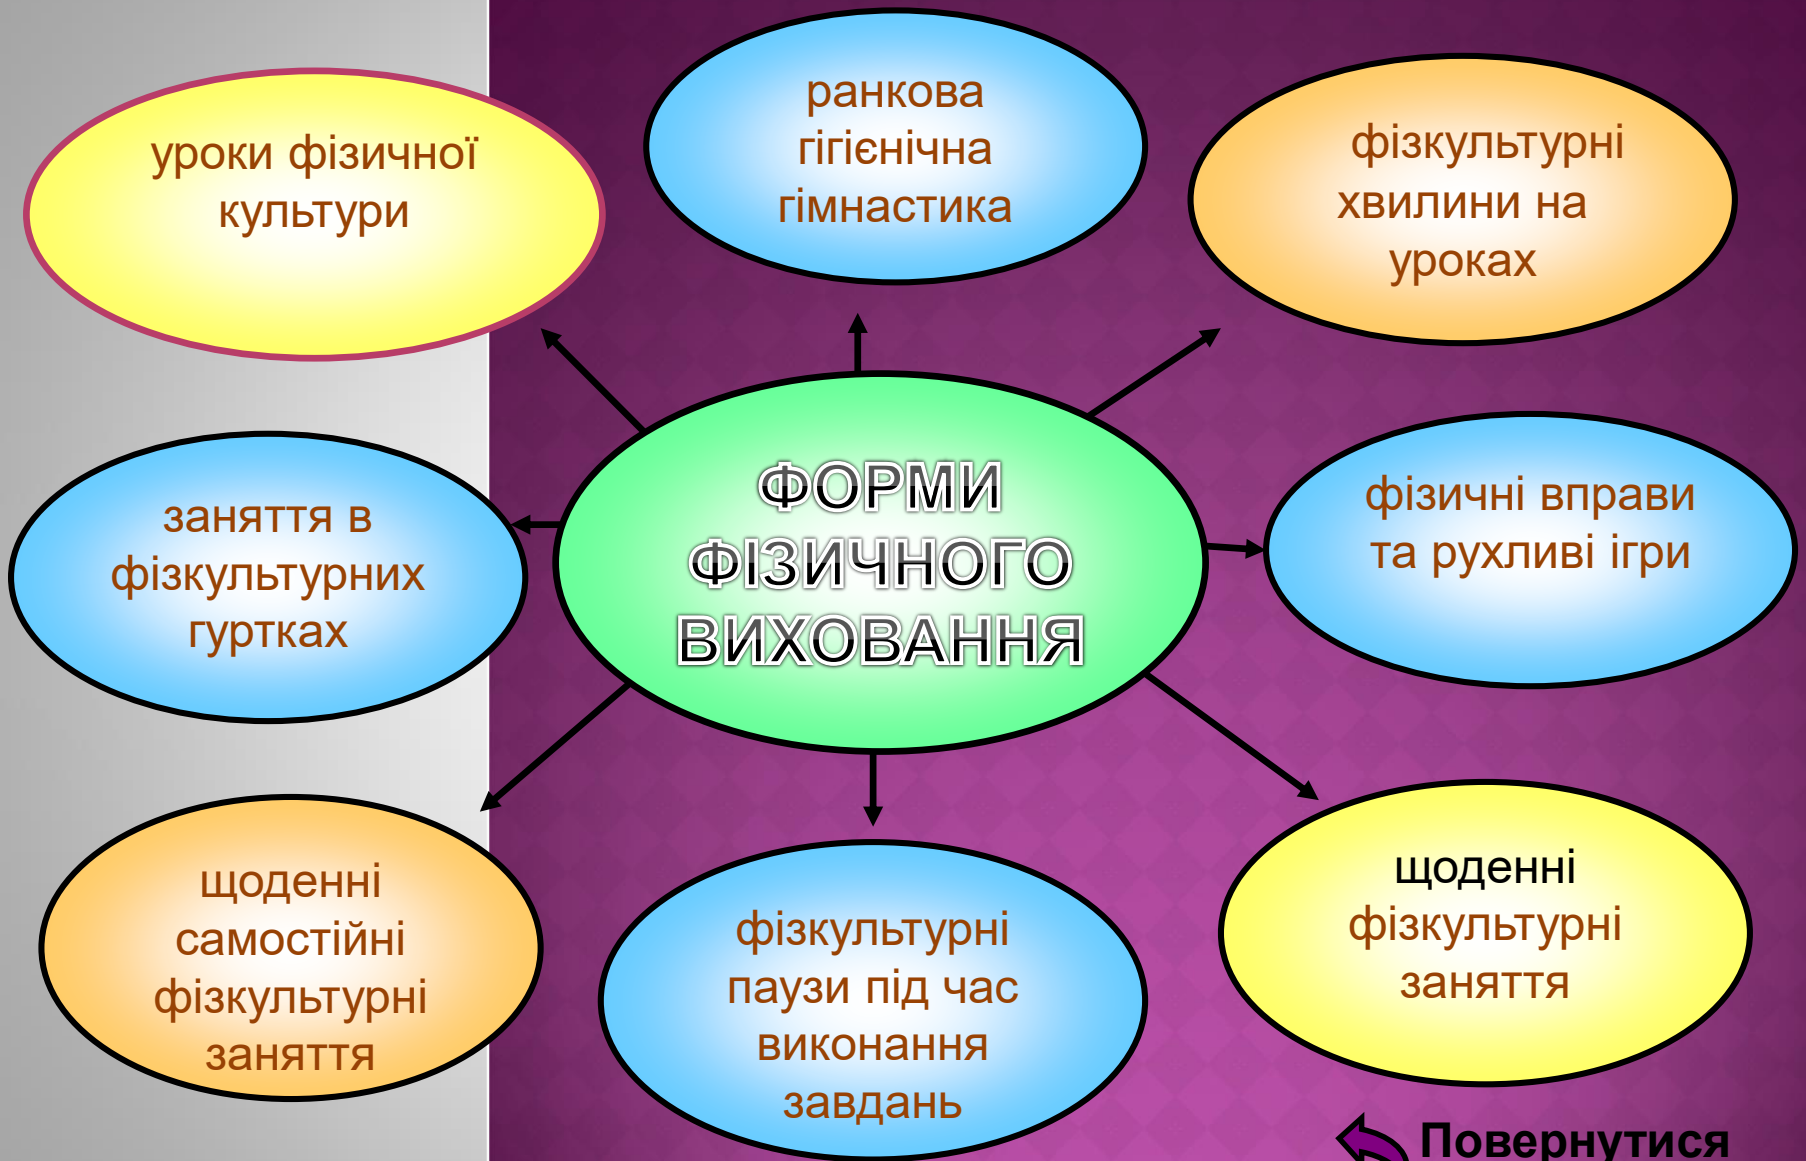 уроки фізичної
культури
ранкова
гігієнічна
гімнастика
фізкультурні
хвилини на
уроках
заняття в
фізкультурних
гуртках
ФОРМИ
ФІЗИЧНОГО
ВИХОВАННЯ
фізичні вправи
та рухливі ігри
щоденні
самостійні
фізкультурні
заняття
фізкультурні
паузи під час
виконання
завдань
щоденні
фізкультурні
заняття
Повернутися